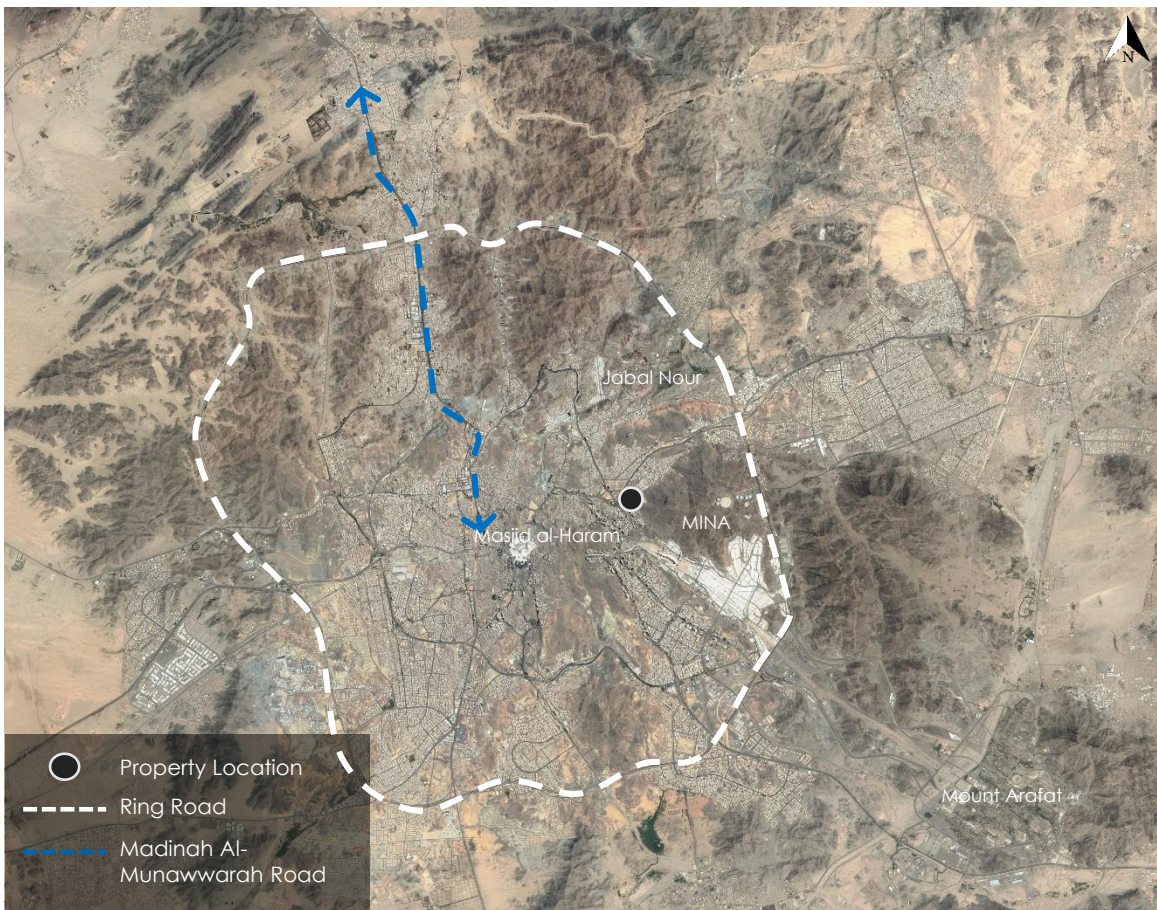 N
Jabal Nour
MINA
Masjid al-Haram
Mount Arafat
Property Location
Ring Road
Madinah Al-
Munawwarah Road